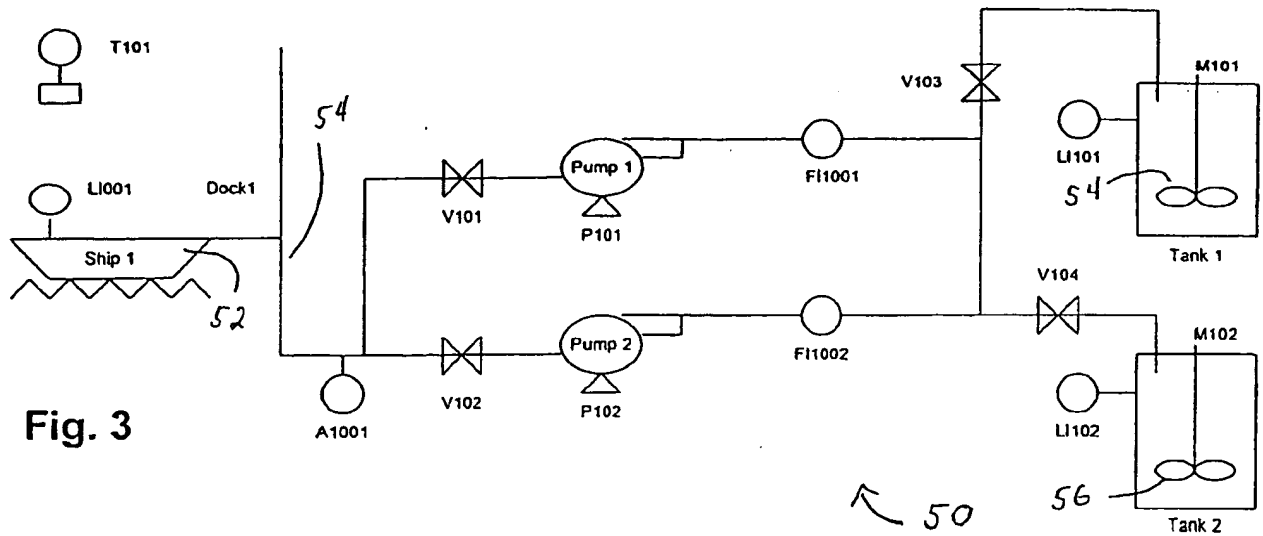 T101
M101
V103
54
LI101
Pump 1
FI1001
54
LI001
Dock1
V101
P101
Ship 1
Tank 1
V104
52
Pump 2
FI1002
M102
V102
P102
LI102
A1001
Fig. 3
56
50
Tank 2